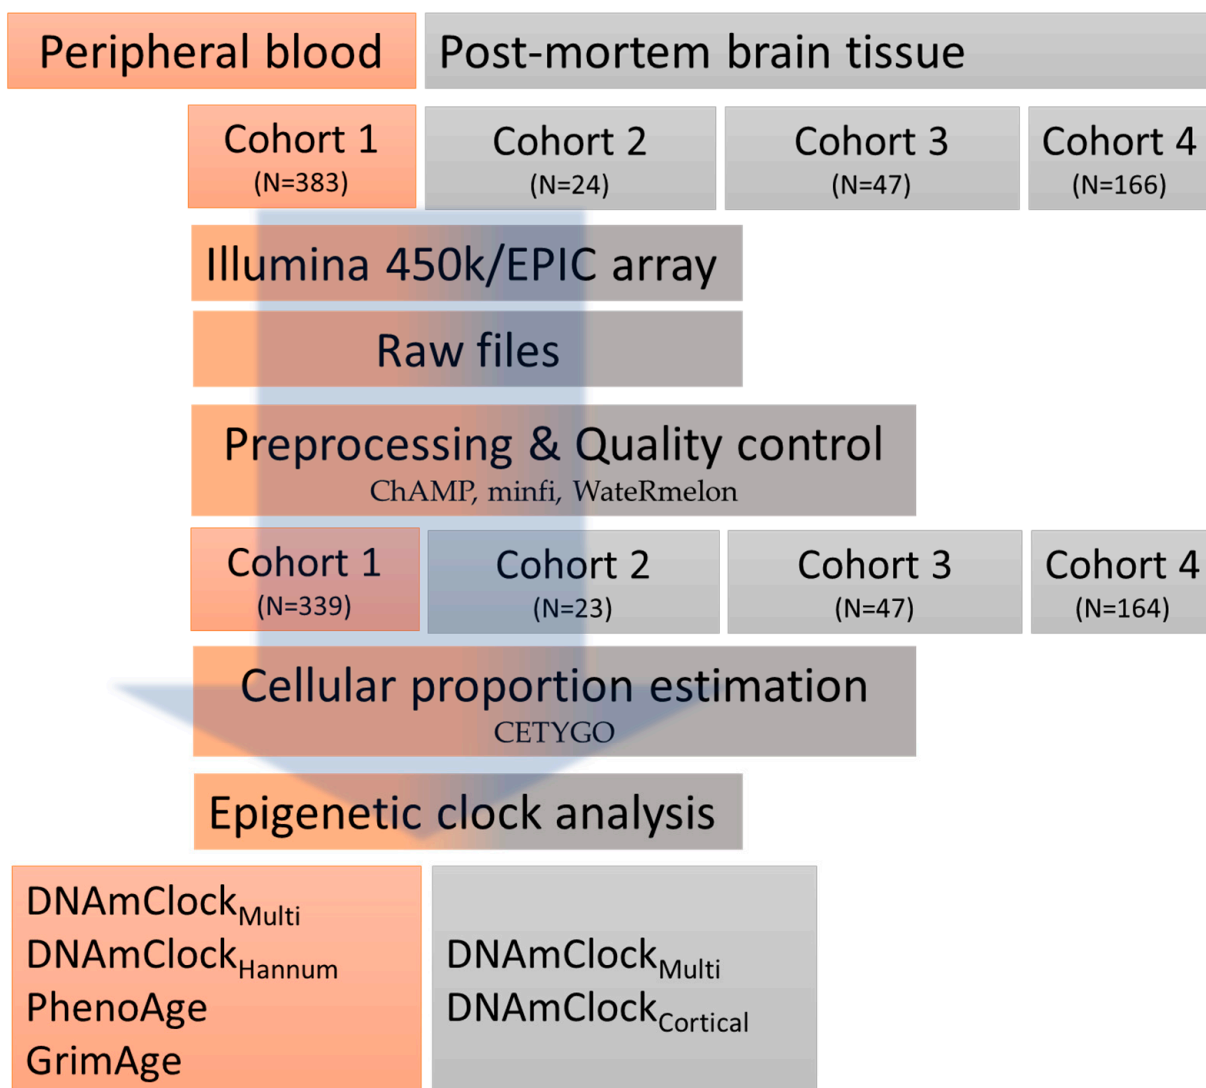 Peripheral blood
Post-mortem brain tissue
Cohort 1
(N=383)
Cohort 2
(N=24)
Cohort 3
(N=47)
Cohort 4
(N=166)
Illumina 450k/EPIC array
Raw files
Preprocessing & Quality control
ChAMP, minfi, WateRmelon
Cohort 1
(N=339)
Cohort 2
(N=23)
Cohort 3
(N=47)
Cohort 4
(N=164)
Cellular proportion estimation
CETYGO
Epigenetic clock analysis
DNAmClockMulti
DNAmClockHannum
PhenoAge
GrimAge
DNAmClockMulti
DNAmClockCortical